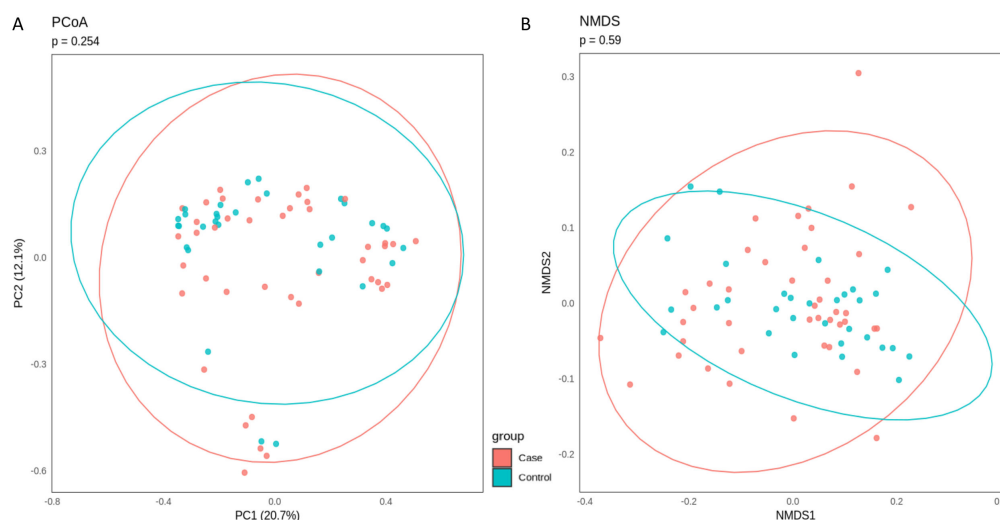 A
PCoA
p = 0.254
0.3
0.0
-0.3
-0.6
PC2 (12.1%)
-0.8
-0.4
0.0
0.4
PC1 (20.7%)
group
Case
Control
B
NMDS
p = 0.59
0.3
0.2
0.1
0.0
-0.1
-0.2
NMDS2
-0.4
-0.2
0.0
0.2
NMDS1